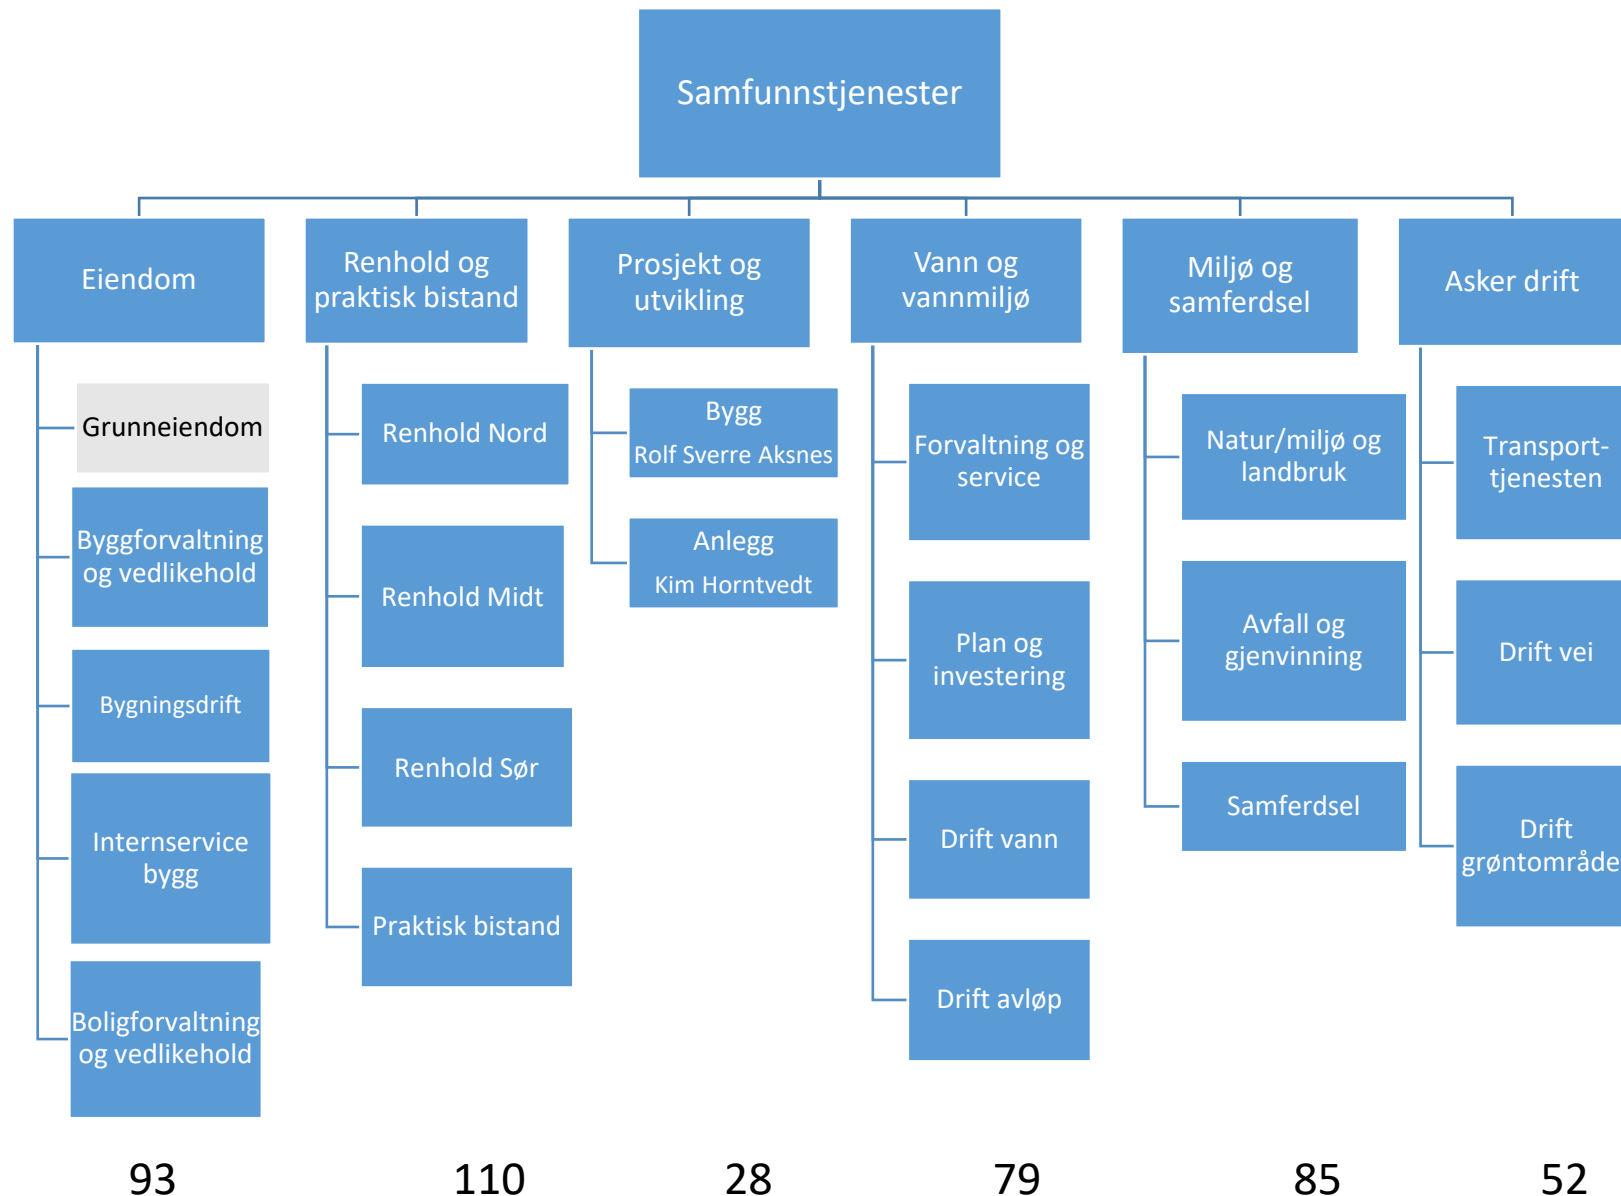 Samfunnstjenester
Eiendom
Grunneiendom
Byggforvaltning
og vedlikehold
Bygningsdrift
Internservice
bygg
Boligforvaltning
og vedlikehold
Renhold og
praktisk bistand
Renhold Nord
Renhold Midt
Renhold Sør
Praktisk bistand
Prosjekt og
utvikling
Bygg
Rolf Sverre Aksnes
Anlegg
Kim Horntvedt
Vann og
vannmiljø
Forvaltning og
service
Plan og
investering
Drift vann
Drift avløp
Miljø og
samferdsel
Natur/miljø og
landbruk
Avfall og
gjenvinning
Samferdsel
Asker drift
Transport-
tjenesten
Drift vei
Drift
grøntområde
93
110
28
79
85
52